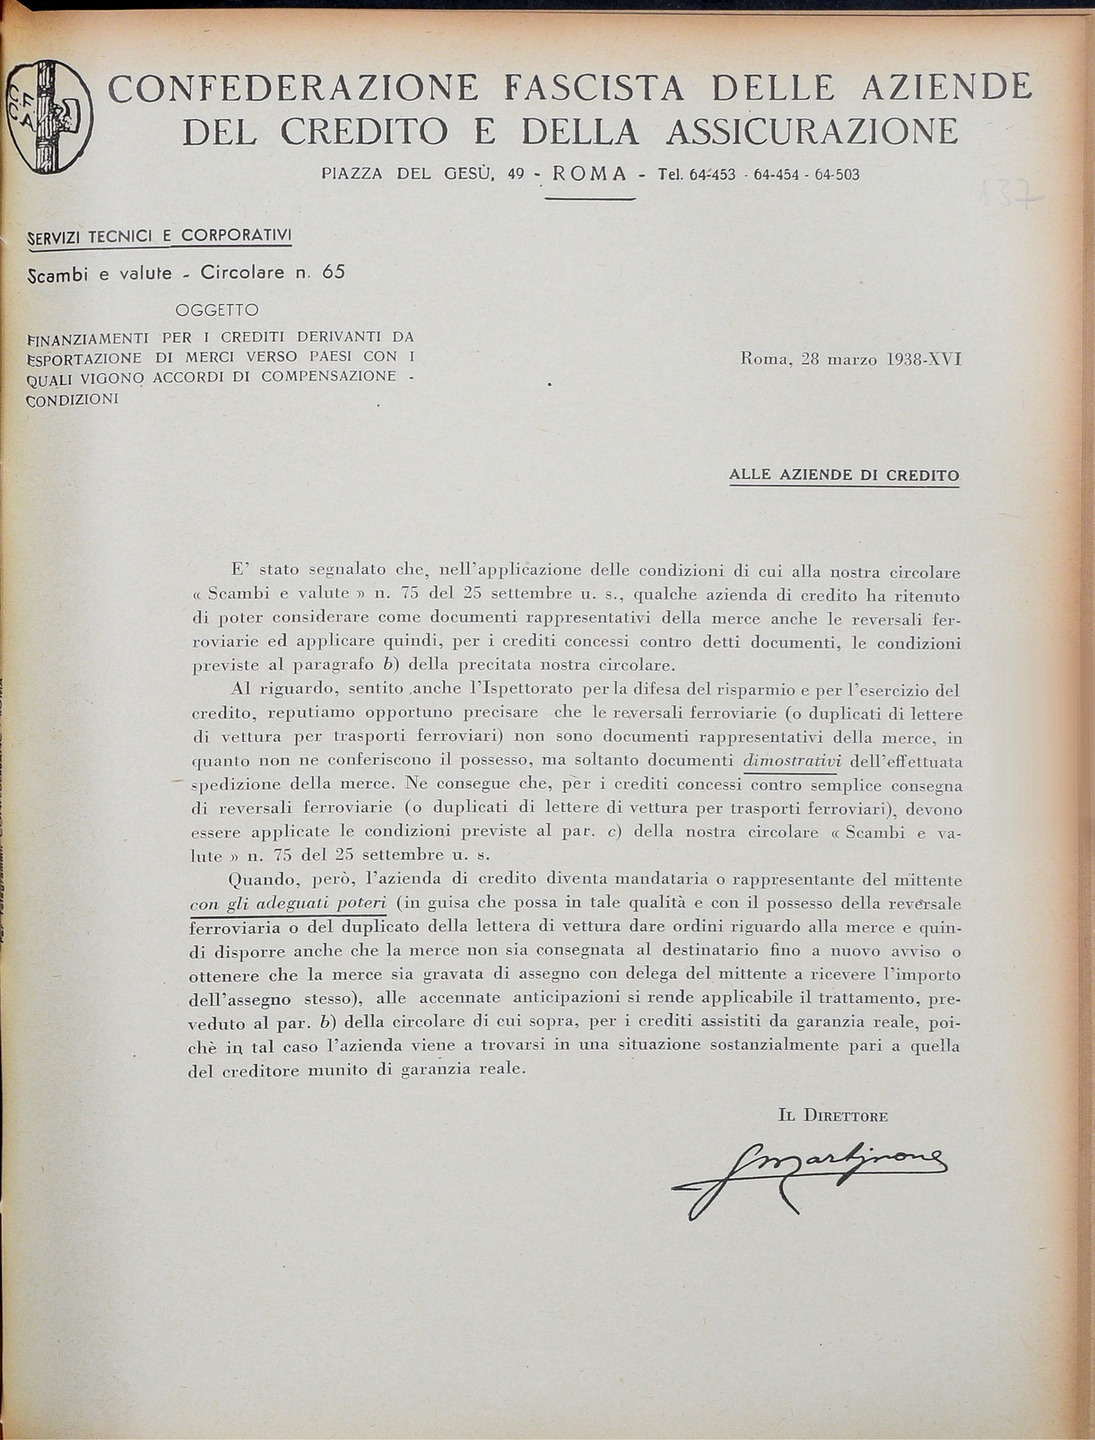 CONFEDERAZIONE FASCISTA DELLE AZIENDE
DEL CREDITO E DELLA ASSICURAZIONE
PIAZZA DEL GESÙ, 49 - ROMA - Tel. 64-453 - 64-454 - 64-503
137
SERVIZI TECNICI E CORPORATIVI
Scambi e valute - Circolare n. 65
OGGETTO
FINANZIAMENTI PER I CREDITI DERIVANTI DA
ESPORTAZIONE DI MERCI VERSO PAESI CON I
QUALI VIGONO ACCORDI DI COMPENSAZIONE -
CONDIZIONI
Roma, 28 marzo 1938-XVI
ALLE AZIENDE DI CREDITO
E' stato segnalato che, nell'applicazione delle condizioni di cui alla nostra circolare
« Scambi e valute » n. 75 del 25 settembre u. s., qualche azienda di credito ha ritenuto
di poter considerare come documenti rappresentativi della merce anche le reversali fer-
roviarie ed applicare quindi, per i crediti concessi contro detti documenti, le condizioni
previste al paragrafo b) della precitata nostra circolare.
Al riguardo, sentito anche l'Ispettorato per la difesa del risparmio e per l'esercizio del
credito, reputiamo opportuno precisare che le reversali ferroviarie (o duplicati di lettere
di vettura per trasporti ferroviari) non sono documenti rappresentativi della merce, in
quanto non ne conferiscono il possesso, ma soltanto documenti dimostrativi dell'effettuata
spedizione della merce. Ne consegue che, per i crediti concessi contro semplice consegna
di reversali ferroviarie (o duplicati di lettere di vettura per trasporti ferroviari), devono
essere applicate le condizioni previste al par. c) della nostra circolare « Scambi e va-
lute » n. 75 del 25 settembre u. s.
Quando, però, l'azienda di credito diventa mandataria o rappresentante del mittente
con gli adeguati poteri (in guisa che possa in tale qualità e con il possesso della reversale
ferroviaria o del duplicato della lettera di vettura dare ordini riguardo alla merce e quin-
di disporre anche che la merce non sia consegnata al destinatario fino a nuovo avviso o
ottenere che la merce sia gravata di assegno con delega del mittente a ricevere l'importo
dell'assegno stesso), alle accennate anticipazioni si rende applicabile il trattamento, pre-
veduto al par. b) della circolare di cui sopra, per i crediti assistiti da garanzia reale, poi-
chè in tal caso l'azienda viene a trovarsi in una situazione sostanzialmente pari a quella
del creditore munito di garanzia reale.
IL DIRETTORE